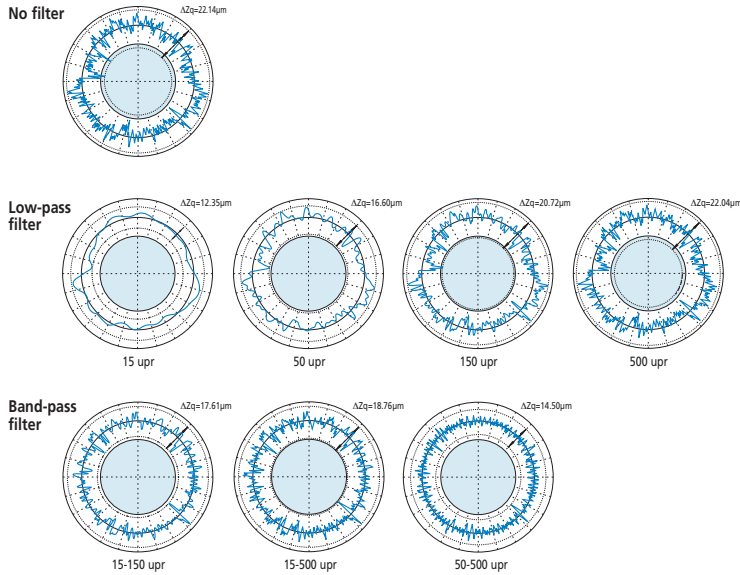 No filter
ΔZq=22.14µm
Low-pass
filter
ΔZq=12.35µm
ΔZq=16.60µm
ΔZq=20.72µm
ΔZq=22.04µm
15 upr
50 upr
150 upr
500 upr
Band-pass
filter
ΔZq=17.61µm
ΔZq=18.76µm
ΔZq=14.50µm
15-150 upr
15-500 upr
50-500 upr